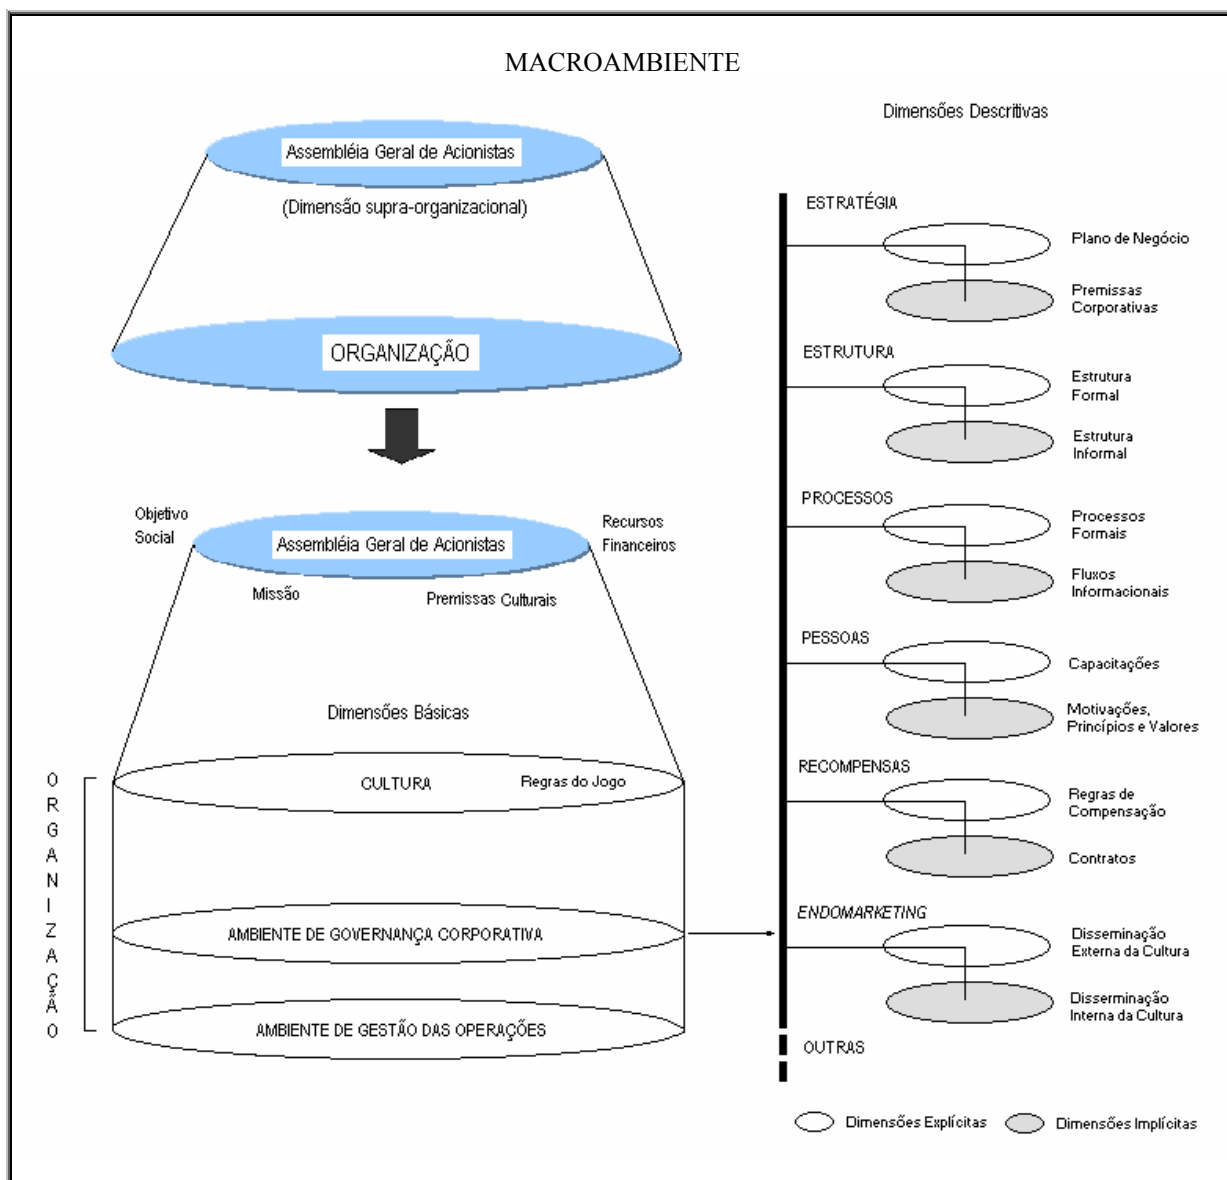 MACROAMBIENTE
Assembléia Geral de Acionistas
(Dimensão supra-organizacional)
ORGANIZAÇÃO
Objetivo
Social
Assembléia Geral de Acionistas
Recursos
Financeiros
Missão
Premissas Culturais
Dimensões Básicas
CULTURA
Regras do Jogo
AMBIENTE DE GOVERNANÇA CORPORATIVA
AMBIENTE DE GESTÃO DAS OPERAÇÕES
O
R
G
A
N
I
Z
A
Ç
Ã
O
Dimensões Descritivas
ESTRATÉGIA
Plano de Negócio
Premissas
Corporativas
ESTRUTURA
Estrutura
Formal
Estrutura
Informal
PROCESSOS
Processos
Formais
Fluxos
Informacionais
PESSOAS
Capacitações
Motivações,
Princípios e Valores
RECOMPENSAS
Regras de
Compensação
Contratos
ENDOMARKETING
Disseminação
Externa da Cultura
Disserminação
Interna da Cultura
OUTRAS
Dimensões Explícitas
Dimensões Implícitas